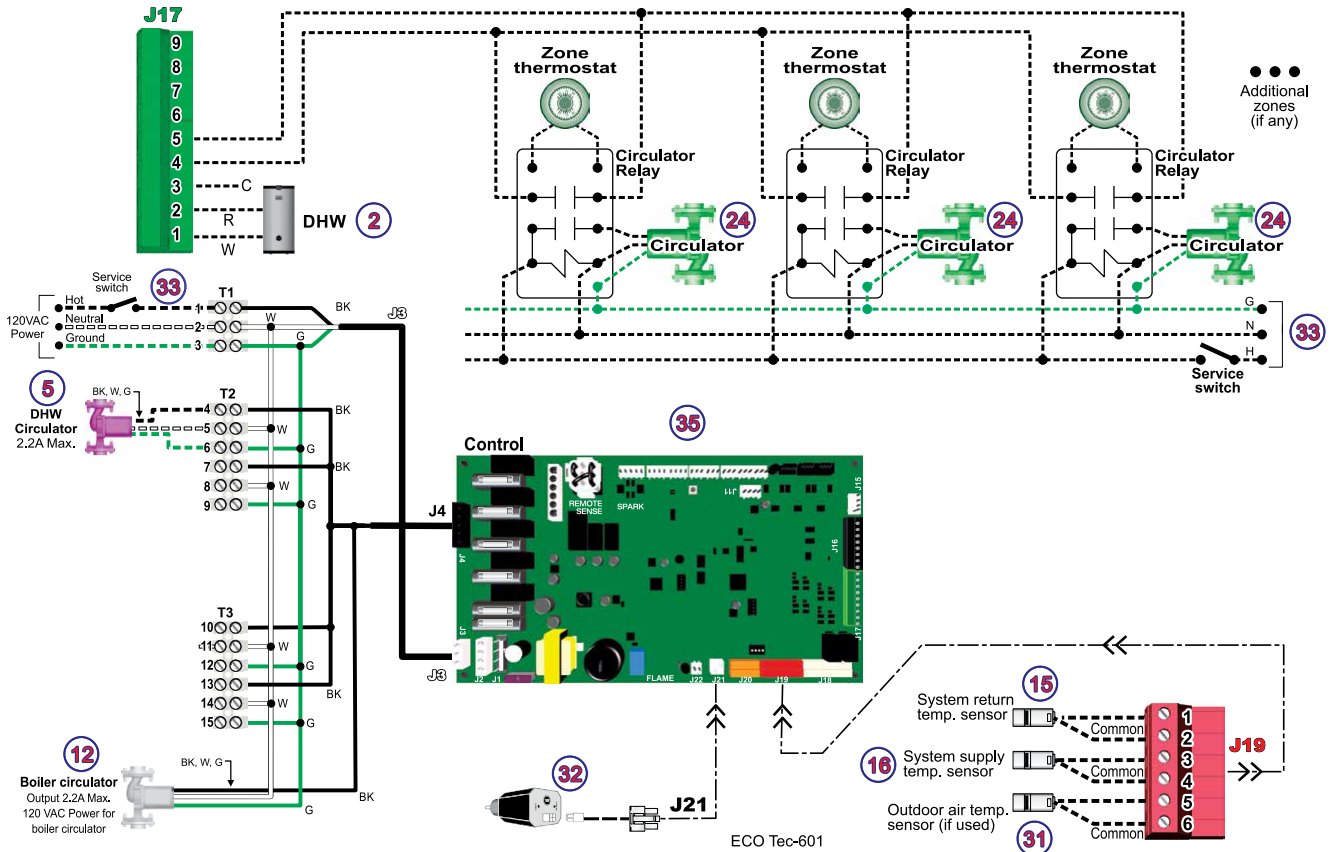 J17
9
8
7
6
5
4
3
2
1
C
R
W
DHW
2
Zone
thermostat
Circulator
Relay
24
Circulator
Zone
thermostat
Circulator
Relay
24
Circulator
Zone
thermostat
Circulator
Relay
24
Circulator
Additional
zones
(if any)
G
N
H
33
Service
switch
120VAC
Power
Hot
Neutral
Ground
Service
switch
33
T1
1
2
3
BK
W
G
J3
5
DHW
Circulator
2.2A Max.
BK, W, G
T2
4
5
6
7
8
9
BK
W
G
BK
W
G
T3
10
11
12
13
14
15
W
G
BK
W
G
12
Boiler circulator
Output 2.2A Max.
120 VAC Power for
boiler circulator
BK, W, G
G
BK
35
Control
J4
J4
J3
J3
J2
J1
REMOTE
SENSE
SPARK
J11
J15
J16
J17
FLAME
J22
J21
J20
J19
J18
32
J21
ECO Tec-601
15
System return
temp. sensor
Common
16
System supply
temp. sensor
Common
Outdoor air temp.
sensor (if used)
31
Common
1
2
3
4
5
6
J19